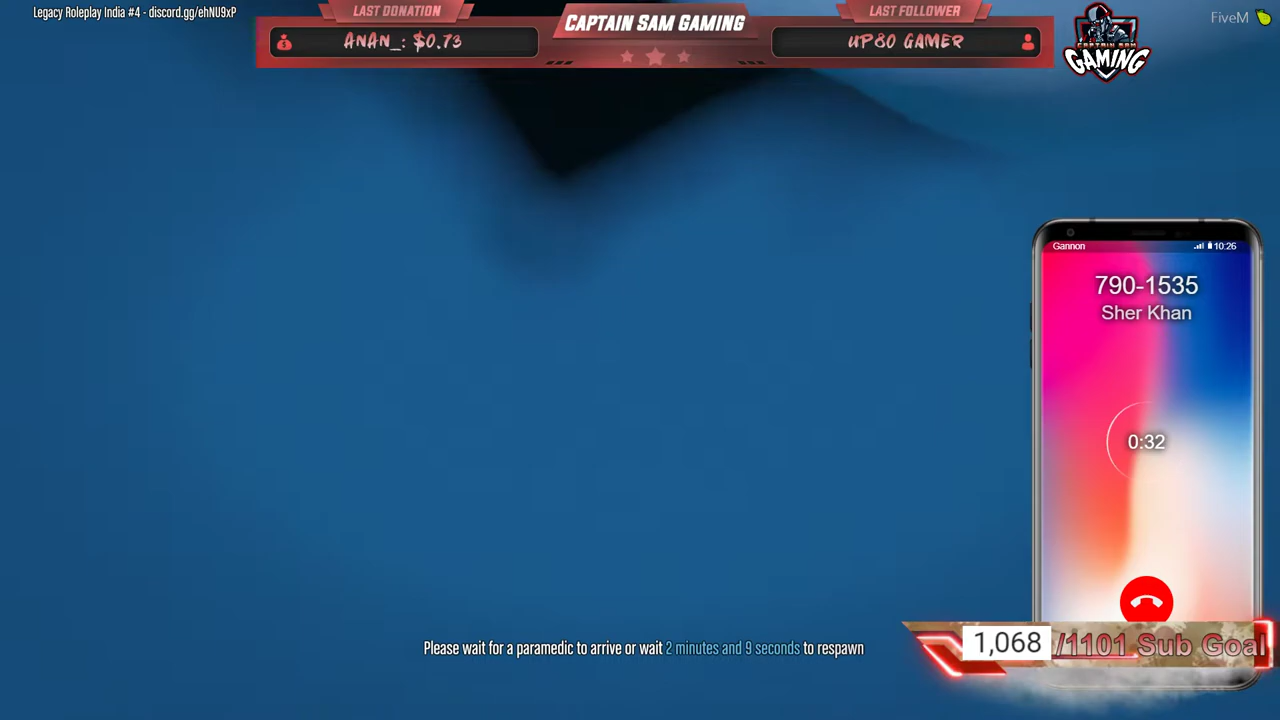 Legacy Roleplay India #4 - discord.gg/ehNU9xP
LAST DONATION
ANAN_: $0.73
CAPTAIN SAM GAMING
LAST FOLLOWER
UP80 GAMER
CAPTAIN SAM
GAMING
FiveM
Gannon
10:26
790-1535
Sher Khan
0:32
Please wait for a paramedic to arrive or wait 2 minutes and 9 seconds to respawn
1,068 /1101 Sub Goal